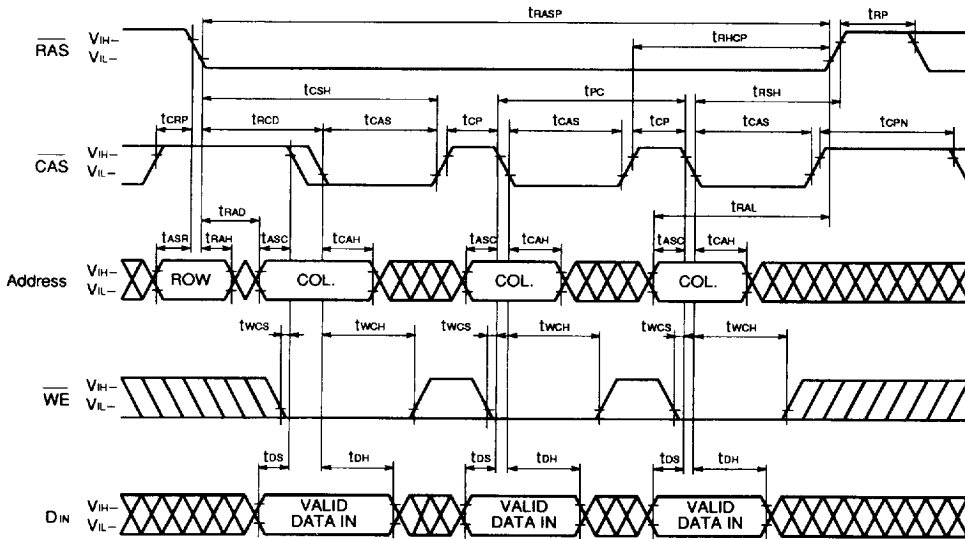 tRASP
tRP
RAS
VIH–
VIL–
tRHCP
tCSH
tPC
tRSH
tCRP
tRCD
tCAS
tCP
tCAS
tCP
tCAS
tCPN
CAS
VIH–
VIL–
tRAD
tRAL
tASR
tRAH
tASC
tCAH
tASC
tCAH
tASC
tCAH
Address
VIH–
VIL–
ROW
COL.
COL.
COL.
tWCS
tWCH
tWCS
tWCH
tWCS
tWCH
WE
VIH–
VIL–
tDS
tDH
tDS
tDH
tDS
tDH
DIN
VIH–
VIL–
VALID
DATA IN
VALID
DATA IN
VALID
DATA IN